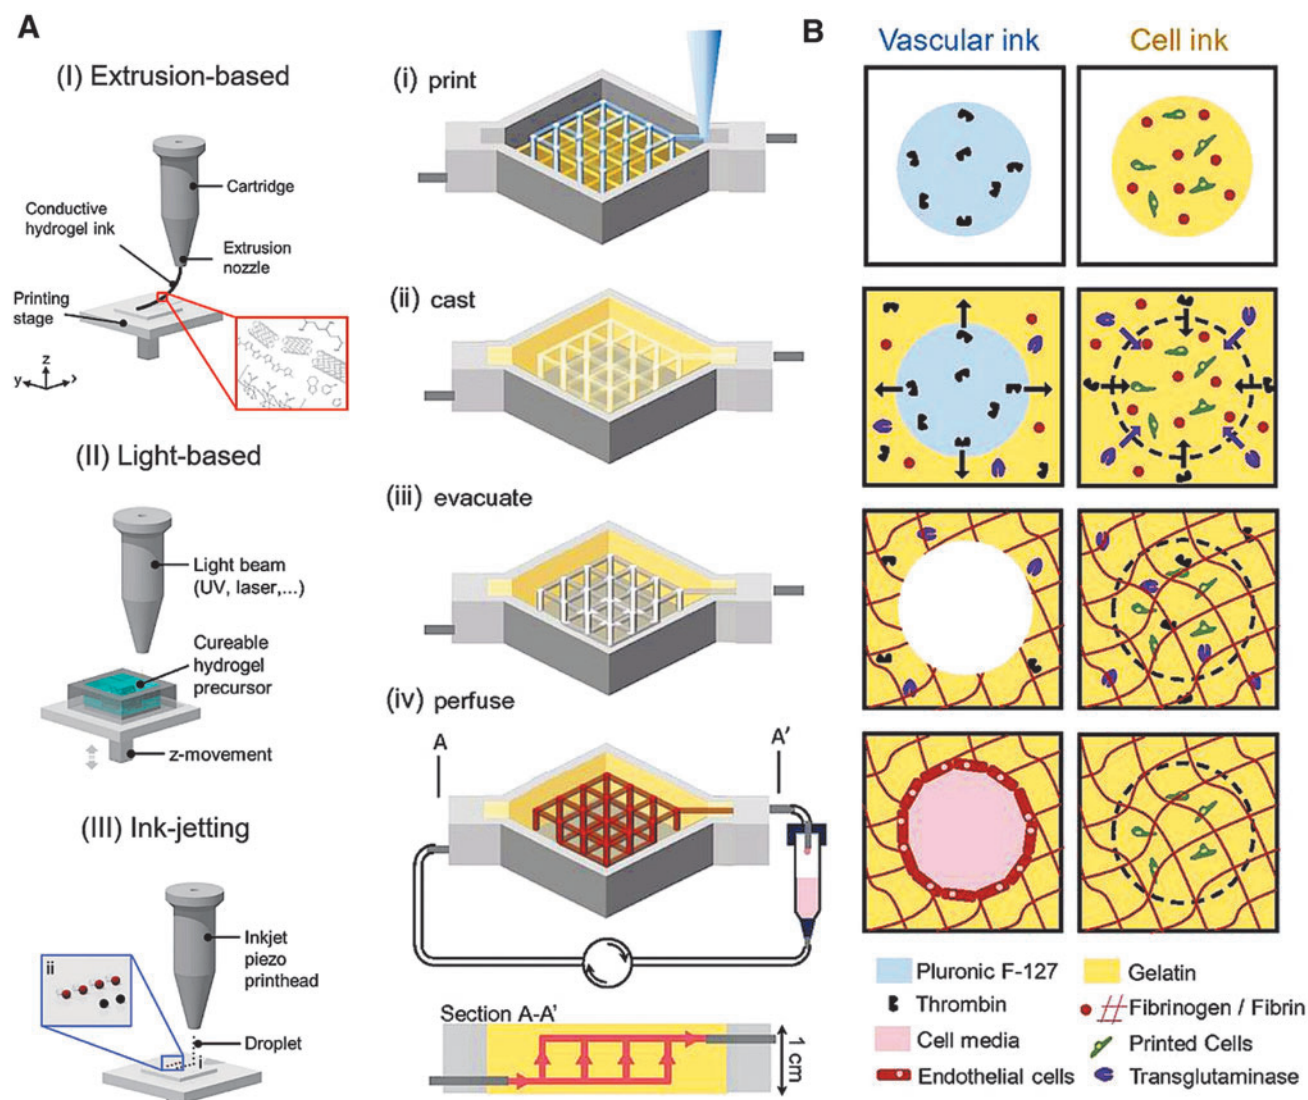 A
(I) Extrusion-based
Cartridge
Conductive
hydrogel ink
Extrusion
nozzle
Printing
stage
z
y
x
(II) Light-based
Light beam
(UV, laser,...)
Cureable
hydrogel
precursor
z-movement
(III) Ink-jetting
Inkjet
piezo
printhead
ii
Droplet
i
(i) print
(ii) cast
(iii) evacuate
(iv) perfuse
A
A'
Section A-A'
1 cm
B
Vascular ink
Cell ink
Pluronic F-127
Thrombin
Cell media
Endothelial cells
Gelatin
Fibrinogen / Fibrin
Printed Cells
Transglutaminase